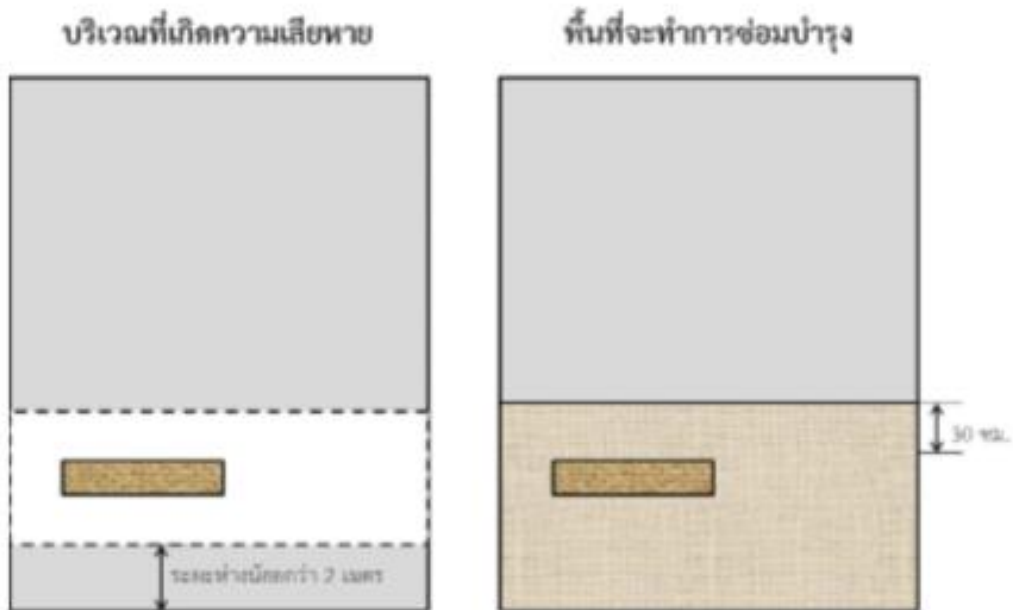 บริเวณที่เกิดความเสียหาย
พื้นที่จะทำการซ่อมบำรุง
30 ซม.
ระยะห่างน้อยกว่า 2 เมตร